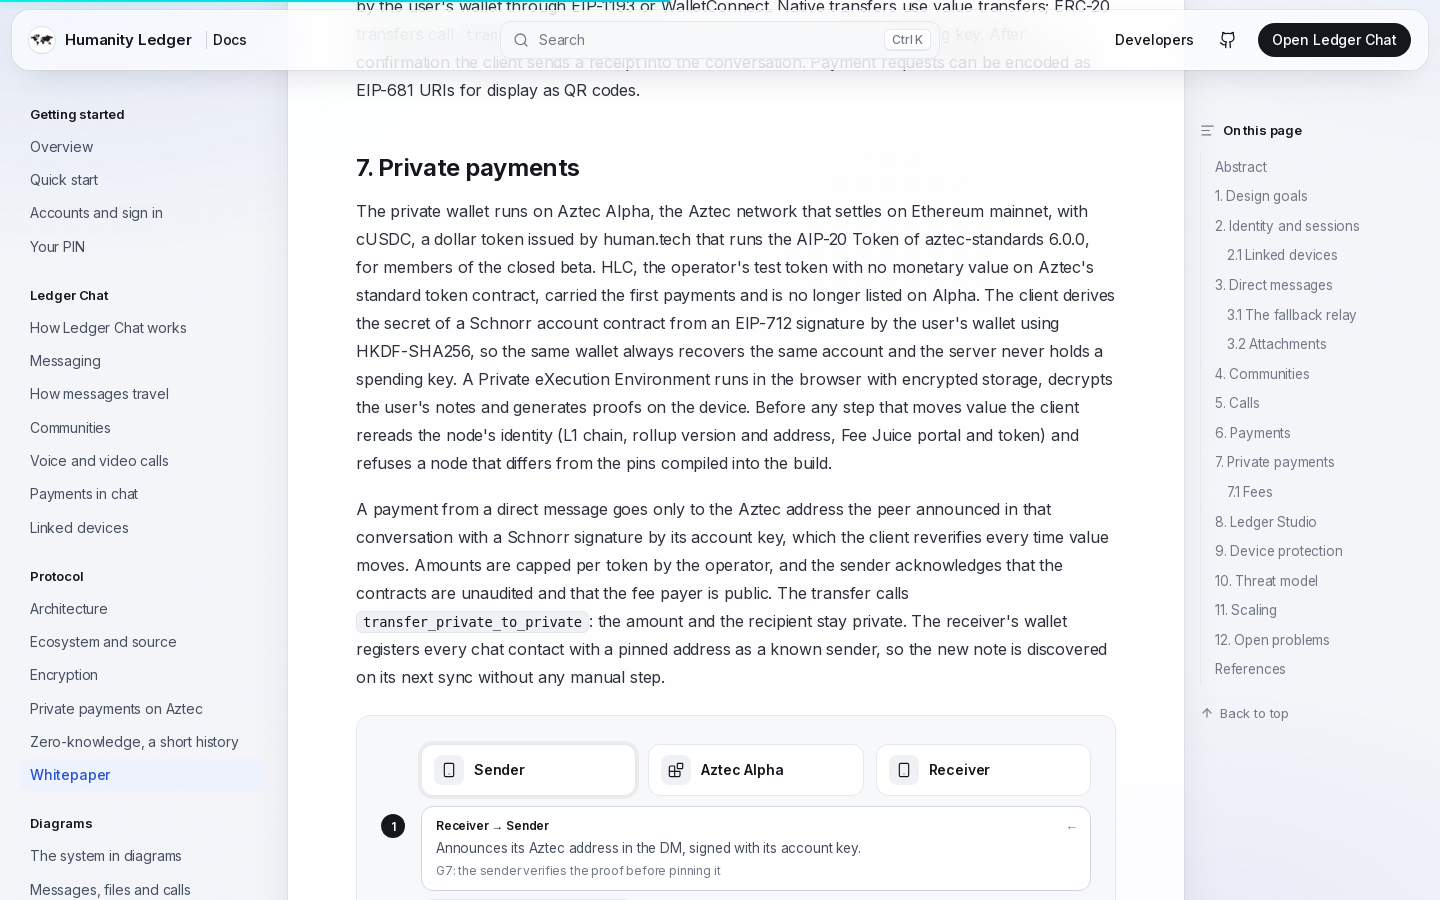 by the user's wallet through EIP-1193 or WalletConnect. Native transfers use value transfers; ERC-20
Humanity Ledger
Docs
Search
Ctrl K
Developers
Open Ledger Chat
transfers call
key. After
confirmation the client sends a receipt into the conversation. Payment requests can be encoded as
EIP-681 URIs for display as QR codes.
Getting started
Overview
Quick start
Accounts and sign in
Your PIN
Ledger Chat
How Ledger Chat works
Messaging
How messages travel
Communities
Voice and video calls
Payments in chat
Linked devices
Protocol
Architecture
Ecosystem and source
Encryption
Private payments on Aztec
Zero-knowledge, a short history
Whitepaper
Diagrams
The system in diagrams
Messages, files and calls
7. Private payments
The private wallet runs on Aztec Alpha, the Aztec network that settles on Ethereum mainnet, with
cUSDC, a dollar token issued by human.tech that runs the AIP-20 Token of aztec-standards 6.0.0,
for members of the closed beta. HLC, the operator's test token with no monetary value on Aztec's
standard token contract, carried the first payments and is no longer listed on Alpha. The client derives
the secret of a Schnorr account contract from an EIP-712 signature by the user's wallet using
HKDF-SHA256, so the same wallet always recovers the same account and the server never holds a
spending key. A Private eXecution Environment runs in the browser with encrypted storage, decrypts
the user's notes and generates proofs on the device. Before any step that moves value the client
rereads the node's identity (L1 chain, rollup version and address, Fee Juice portal and token) and
refuses a node that differs from the pins compiled into the build.
A payment from a direct message goes only to the Aztec address the peer announced in that
conversation with a Schnorr signature by its account key, which the client reverifies every time value
moves. Amounts are capped per token by the operator, and the sender acknowledges that the
contracts are unaudited and that the fee payer is public. The transfer calls
transfer_private_to_private: the amount and the recipient stay private. The receiver's wallet
registers every chat contact with a pinned address as a known sender, so the new note is discovered
on its next sync without any manual step.
Sender
Aztec Alpha
Receiver
1
Receiver → Sender
←
Announces its Aztec address in the DM, signed with its account key.
G7: the sender verifies the proof before pinning it
On this page
Abstract
1. Design goals
2. Identity and sessions
2.1 Linked devices
3. Direct messages
3.1 The fallback relay
3.2 Attachments
4. Communities
5. Calls
6. Payments
7. Private payments
7.1 Fees
8. Ledger Studio
9. Device protection
10. Threat model
11. Scaling
12. Open problems
References
Back to top